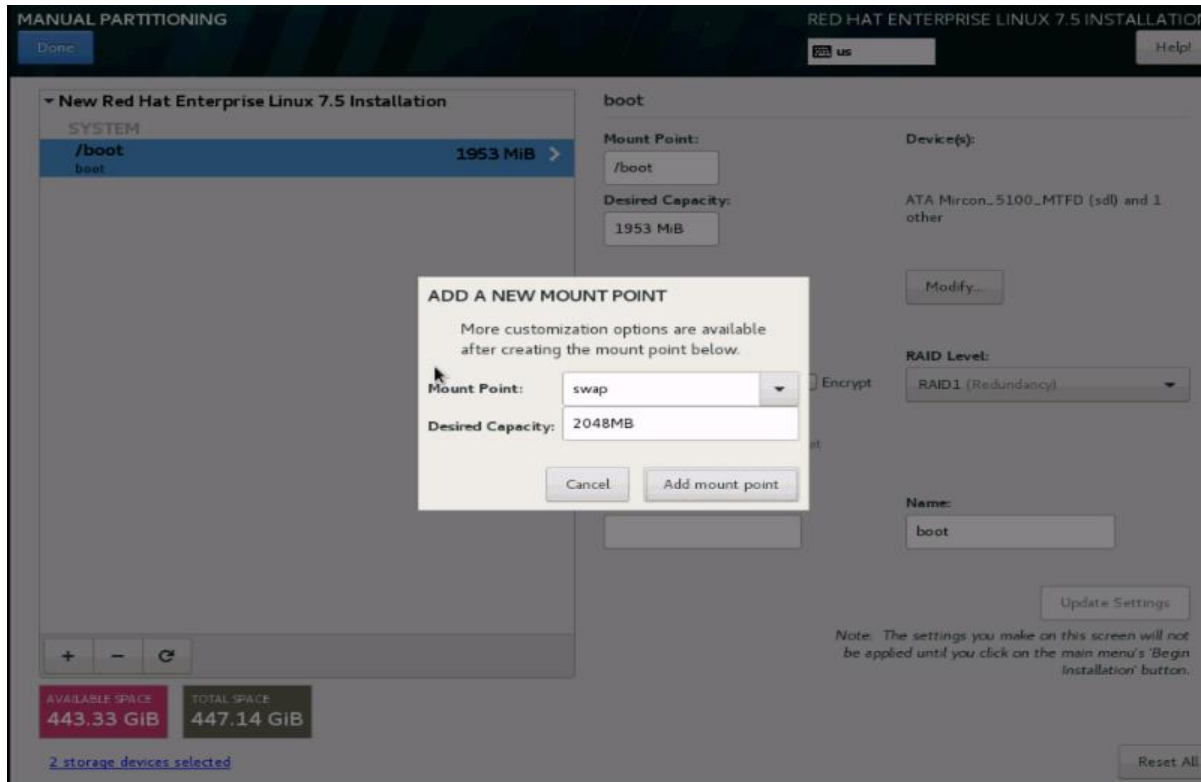 MANUAL PARTITIONING
RED HAT ENTERPRISE LINUX 7.5 INSTALLATION
Done
us
Help!
New Red Hat Enterprise Linux 7.5 Installation
SYSTEM
/boot
1953 MiB
boot
boot
Mount Point:
/boot
Desired Capacity:
1953 MiB
Device(s):
ATA Mircon_5100_MTFD (sdl) and 1
other
Modify...
Encrypt
RAID Level:
RAID1 (Redundancy)
Name:
boot
Update Settings
Note: The settings you make on this screen will not
be applied until you click on the main menu's 'Begin
Installation' button.
ADD A NEW MOUNT POINT
More customization options are available
after creating the mount point below.
Mount Point:
swap
Desired Capacity:
2048MB
Cancel
Add mount point
+ −
AVAILABLE SPACE
443.33 GiB
TOTAL SPACE
447.14 GiB
2 storage devices selected
Reset All